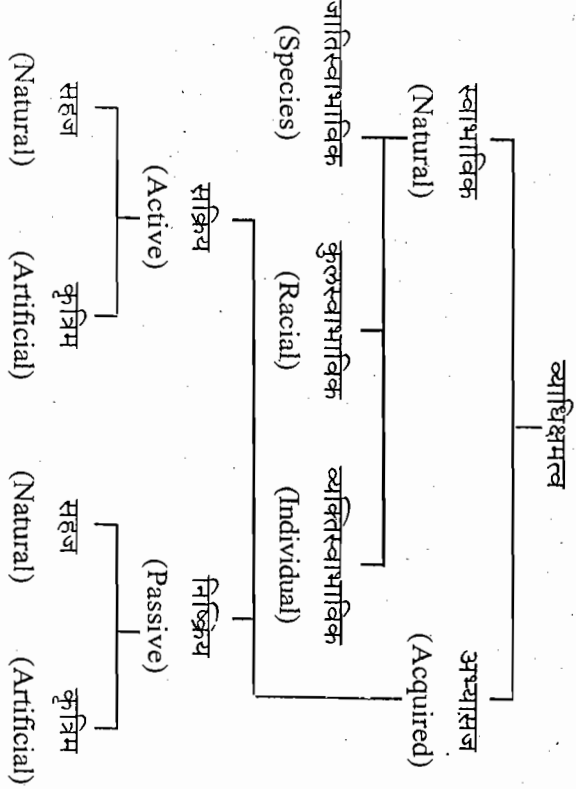 व्याधिक्षमत्व
स्वाभाविक अभ्यासज
(Natural) (Acquired)
जातिस्वाभाविक कुलस्वाभाविक व्यक्तिस्वाभाविक
(Species) (Racial) (Individual)
सक्रिय निष्क्रिय
(Active) (Passive)
सहज कृत्रिम सहज कृत्रिम
(Natural) (Artificial) (Natural) (Artificial)